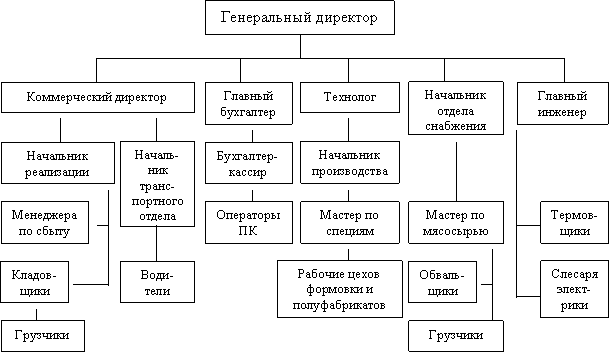 Генеральный директор
Коммерческий директор
Главный
бухгалтер
Технолог
Начальник
отдела
снабжения
Главный
инженер
Начальник
реализации
Началь-
ник
транс-
портного
отдела
Бухгалтер-
кассир
Начальник
производства
Менеджера
по сбыту
Операторы
ПК
Мастер по
специям
Мастер по
мясосырью
Термов-
щики
Кладов-
щики
Води-
тели
Рабочие цехов
формовки и
полуфабрикатов
Обваль-
щики
Слесаря
элект-
рики
Грузчики
Грузчики